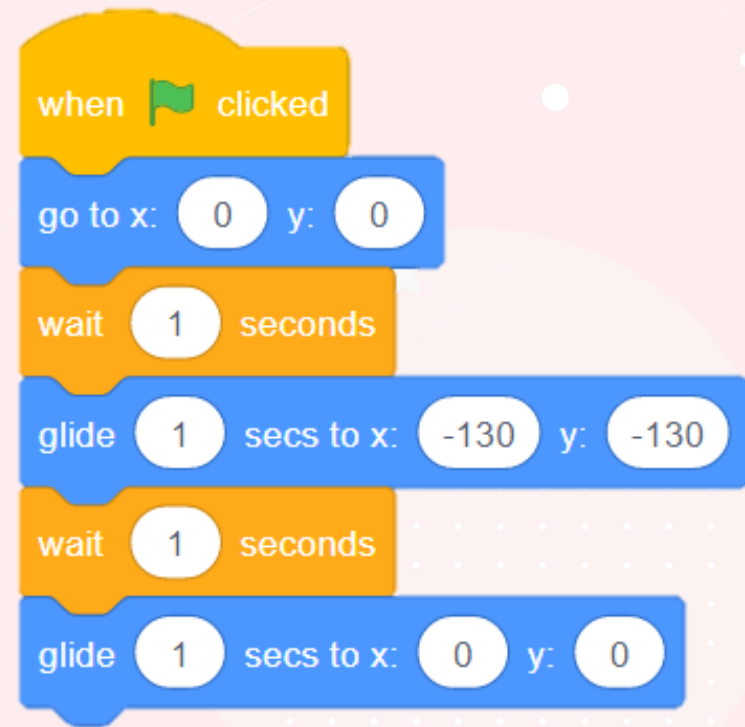 when clicked
go to x: 0 y: 0
wait 1 seconds
glide 1 secs to x: -130 y: -130
wait 1 seconds
glide 1 secs to x: 0 y: 0